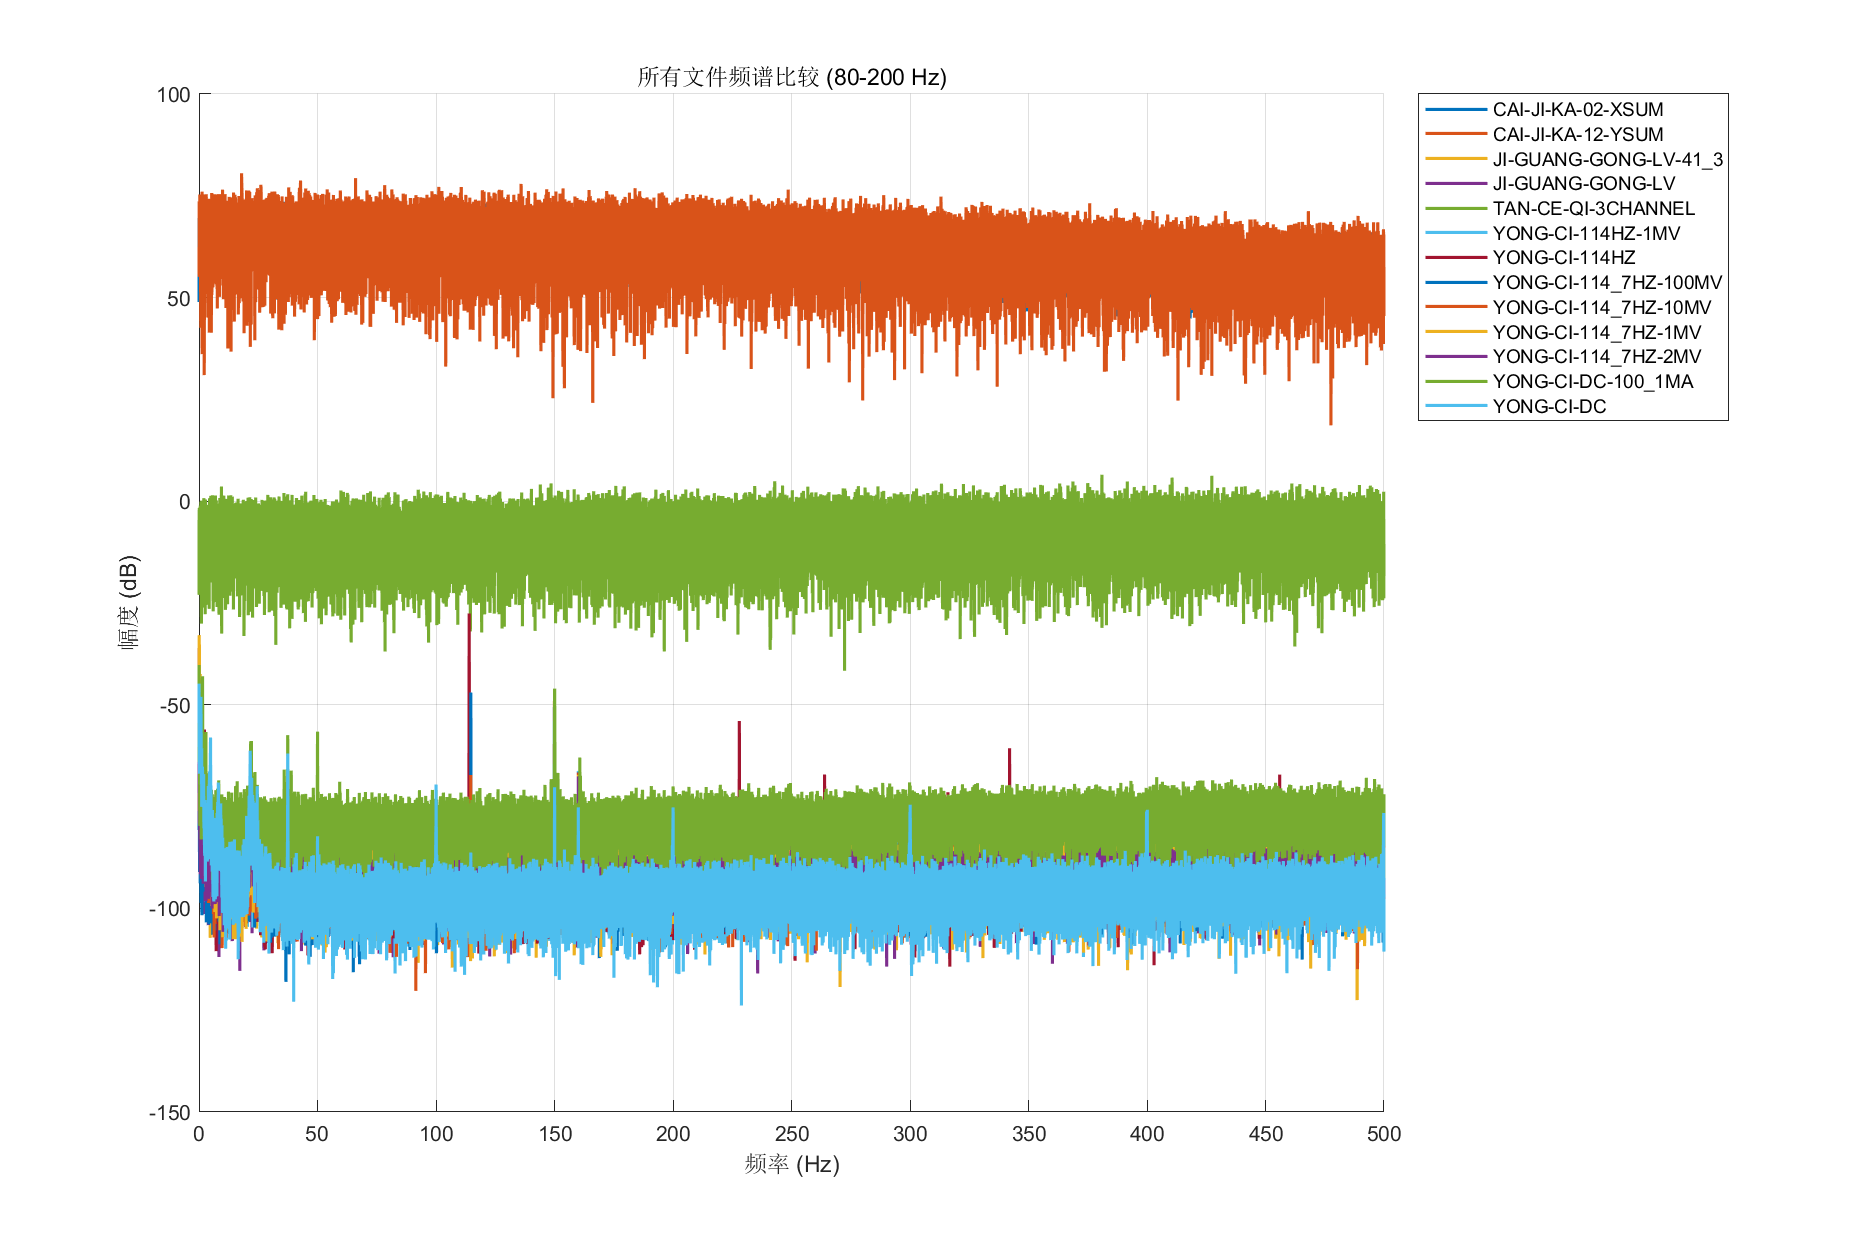 所有文件频谱比较 (80-200 Hz)
100
50
0
-50
-100
-150
幅度 (dB)
0 50 100 150 200 250 300 350 400 450 500
频率 (Hz)
CAI-JI-KA-02-XSUM
CAI-JI-KA-12-YSUM
JI-GUANG-GONG-LV-41_3
JI-GUANG-GONG-LV
TAN-CE-QI-3CHANNEL
YONG-CI-114HZ-1MV
YONG-CI-114HZ
YONG-CI-114_7HZ-100MV
YONG-CI-114_7HZ-10MV
YONG-CI-114_7HZ-1MV
YONG-CI-114_7HZ-2MV
YONG-CI-DC-100_1MA
YONG-CI-DC